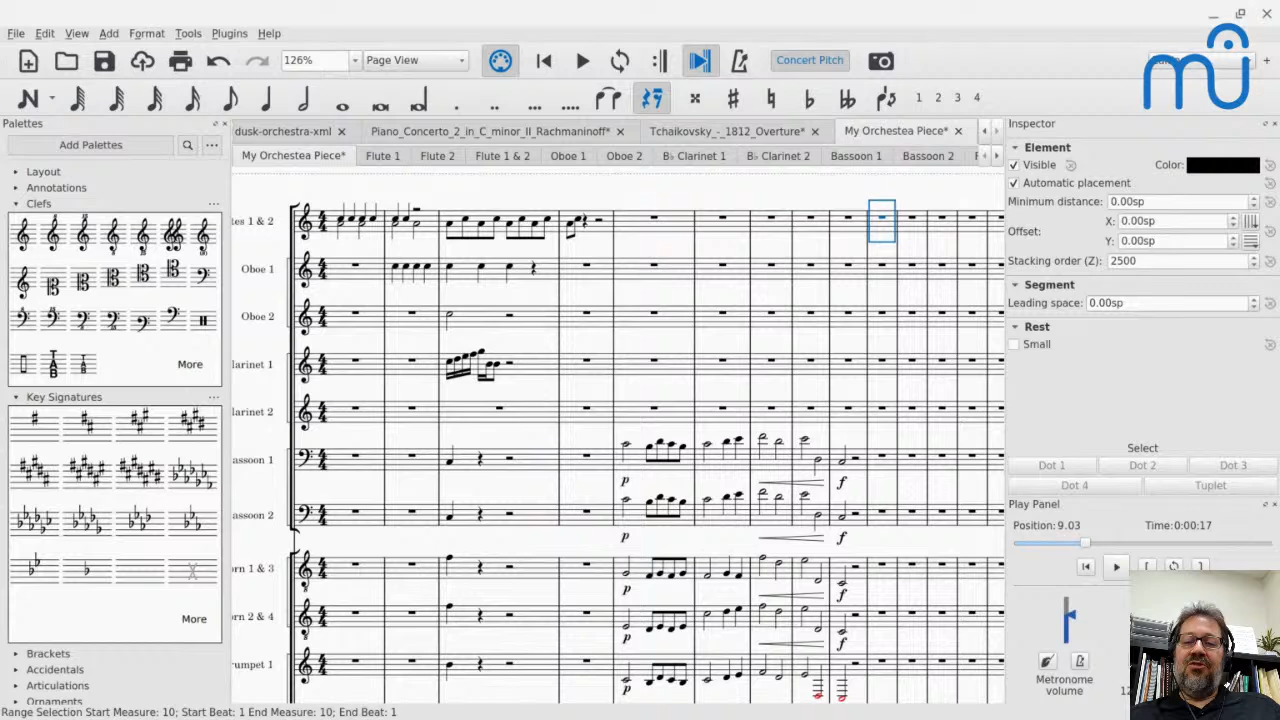 File Edit View Add Format Tools Plugins Help
126% Page View Concert Pitch
1 2 3 4
Palettes
Add Palettes
Layout
Annotations
Clefs
More
Key Signatures
More
Brackets
Accidentals
Articulations
Ornaments
dusk-orchestra-xml Piano_Concerto_2_in_C_minor_II_Rachmaninoff* Tchaikovsky_-_1812_Overture* My Orchestea Piece*
My Orchestea Piece* Flute 1 Flute 2 Flute 1 & 2 Oboe 1 Oboe 2 B♭ Clarinet 1 B♭ Clarinet 2 Bassoon 1 Bassoon 2
tes 1 & 2
Oboe 1
Oboe 2
larinet 1
larinet 2
assoon 1
p f
assoon 2
p f
orn 1 & 3
p f
orn 2 & 4
p f
rumpet 1
p
Inspector
Element
Visible Color:
Automatic placement
Minimum distance: 0.00sp
Offset: X: 0.00sp
Y: 0.00sp
Stacking order (Z): 2500
Segment
Leading space: 0.00sp
Rest
Small
Select
Dot 1 Dot 2 Dot 3
Dot 4 Tuplet
Play Panel
Position: 9.03 Time:0:00:17
Metronome
volume
Range Selection Start Measure: 10; Start Beat: 1 End Measure: 10; End Beat: 1
mu